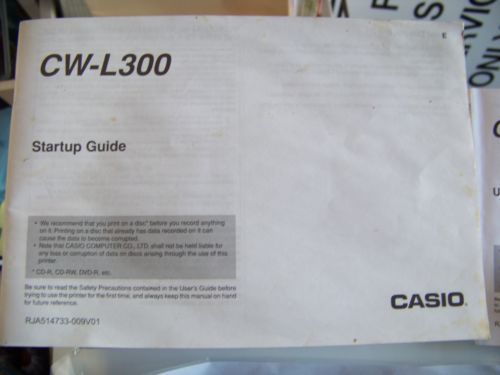 E
CW-L300
Startup Guide
• We recommend that you print on a disc* before you record anything
on it. Printing on a disc that already has data recorded on it can
cause the data to become corrupted.
• Note that CASIO COMPUTER CO., LTD. shall not be held liable for
any loss or corruption of data on discs arising through the use of this
printer.
* CD-R, CD-RW, DVD-R, etc.
Be sure to read the Safety Precautions contained in the User's Guide before
trying to use the printer for the first time, and always keep this manual on hand
for future reference.
CASIO
RJA514733-009V01
ONL